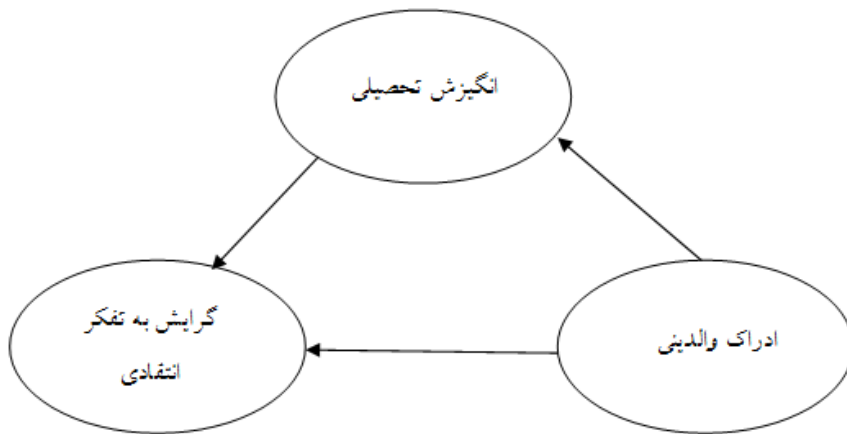 انگیزش تحصیلی
ادراک والدینی
گرایش به تفکر
انتقادی